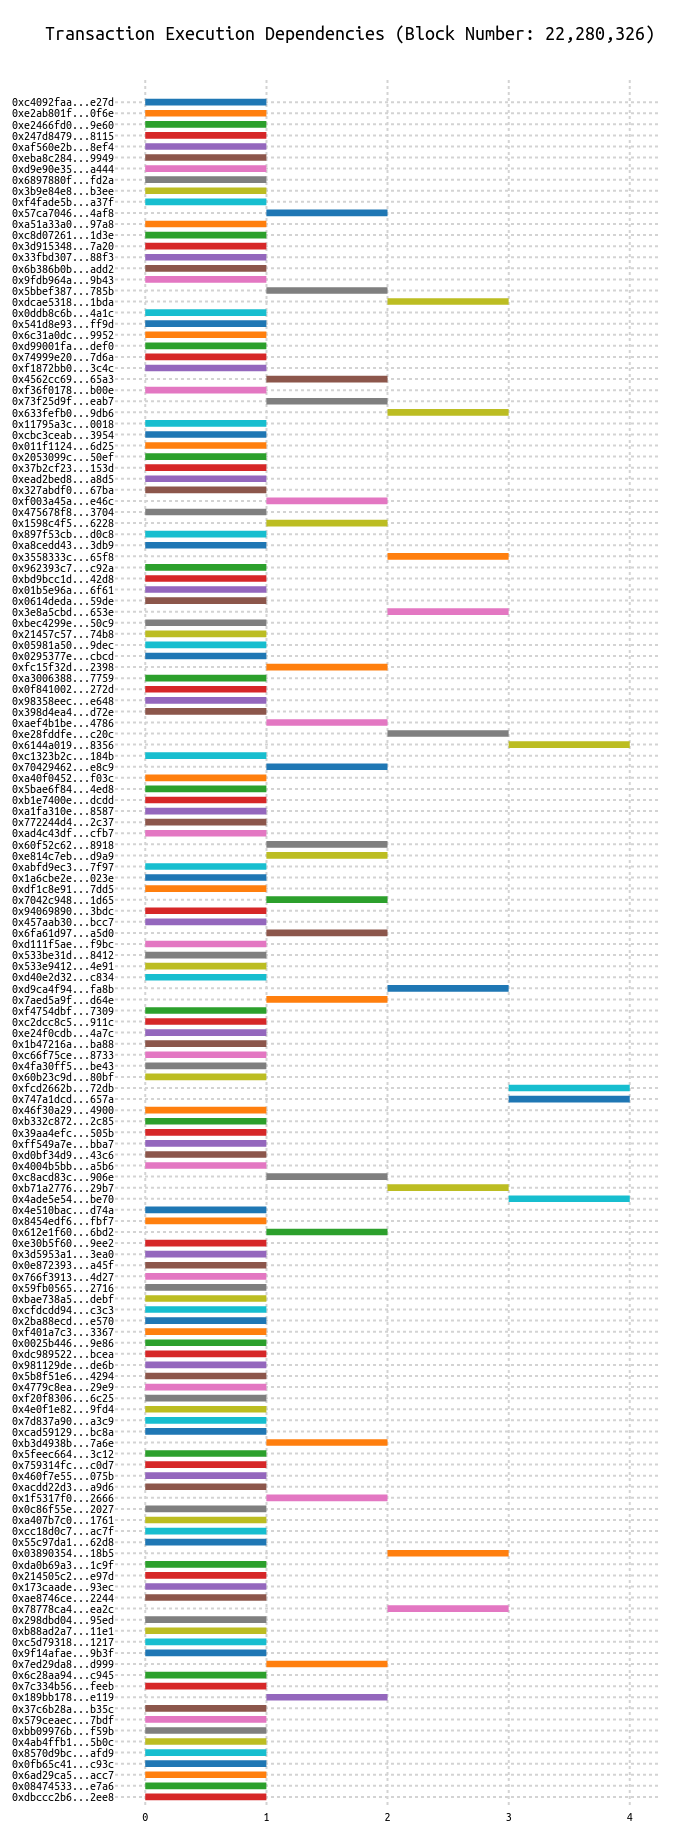 Transaction Execution Dependencies (Block Number: 22,280,326)
0xc4092faa...e27d
0xe2ab801f...0f6e
0xe2466fd0...9e60
0x247d8479...8115
0xaf560e2b...8ef4
0xeba8c284...9949
0xd9e90e35...a444
0x6897880f...fd2a
0x3b9e84e8...b3ee
0xf4fade5b...a37f
0x57ca7046...4af8
0xa51a33a0...97a8
0xc8d07261...1d3e
0x3d915348...7a20
0x33fbd307...88f3
0x6b386b0b...add2
0x9fdb964a...9b43
0x5bbef387...785b
0xdcae5318...1bda
0x0ddb8c6b...4a1c
0x541d8e93...ff9d
0x6c31a0dc...9952
0xd99001fa...def0
0x74999e20...7d6a
0xf1872bb0...3c4c
0x4562cc69...65a3
0xf36f0178...b00e
0x73f25d9f...eab7
0x633fefb0...9db6
0x11795a3c...0018
0xcbc3ceab...3954
0x011f1124...6d25
0x2053099c...50ef
0x37b2cf23...153d
0xead2bed8...a8d5
0x327abdf0...67ba
0xf003a45a...e46c
0x475678f8...3704
0x1598c4f5...6228
0x897f53cb...d0c8
0xa8cedd43...3db9
0x3558333c...65f8
0x962393c7...c92a
0xbd9bcc1d...42d8
0x01b5e96a...6f61
0x0614deda...59de
0x3e8a5cbd...653e
0xbec4299e...50c9
0x21457c57...74b8
0x05981a50...9dec
0x0295377e...cbcd
0xfc15f32d...2398
0xa3006388...7759
0x0f841002...272d
0x98358eec...e648
0x398d4ea4...d72e
0xaef4b1be...4786
0xe28fddfe...c20c
0x6144a019...8356
0xc1323b2c...184b
0x70429462...e8c9
0xa40f0452...f03c
0x5bae6f84...4ed8
0xb1e7400e...dcdd
0xa1fa310e...8587
0x772244d4...2c37
0xad4c43df...cfb7
0x60f52c62...8918
0xe814c7eb...d9a9
0xabfd9ec3...7f97
0x1a6cbe2e...023e
0xdf1c8e91...7dd5
0x7042c948...1d65
0x94069890...3bdc
0x457aab30...bcc7
0x6fa61d97...a5d0
0xd111f5ae...f9bc
0x533be31d...8412
0x533e9412...4e91
0xd40e2d32...c834
0xd9ca4f94...fa8b
0x7aed5a9f...d64e
0xf4754dbf...7309
0xc2dcc8c5...911c
0xe24f0cdb...4a7c
0x1b47216a...ba88
0xc66f75ce...8733
0x4fa30ff5...be43
0x60b23c9d...80bf
0xfcd2662b...72db
0x747a1dcd...657a
0x46f30a29...4900
0xb332c872...2c85
0x39aa4efc...505b
0xff549a7e...bba7
0xd0bf34d9...43c6
0x4004b5bb...a5b6
0xc8acd83c...906e
0xb71a2776...29b7
0x4ade5e54...be70
0x4e510bac...d74a
0x8454edf6...fbf7
0x612e1f60...6bd2
0xe30b5f60...9ee2
0x3d5953a1...3ea0
0x0e872393...a45f
0x766f3913...4d27
0x59fb0565...2716
0xbae738a5...debf
0xcfdcdd94...c3c3
0x2ba88ecd...e570
0xf401a7c3...3367
0x0025b446...9e86
0xdc989522...bcea
0x981129de...de6b
0x5b8f51e6...4294
0x4779c8ea...29e9
0xf20f8306...6c25
0x4e0f1e82...9fd4
0x7d837a90...a3c9
0xcad59129...bc8a
0xb3d4938b...7a6e
0x5feec664...3c12
0x759314fc...c0d7
0x460f7e55...075b
0xacdd22d3...a9d6
0x1f5317f0...2666
0x0c86f55e...2027
0xa407b7c0...1761
0xcc18d0c7...ac7f
0x55c97da1...62d8
0x03890354...18b5
0xda0b69a3...1c9f
0x214505c2...e97d
0x173caade...93ec
0xae8746ce...2244
0x78778ca4...ea2c
0x298dbd04...95ed
0xb88ad2a7...11e1
0xc5d79318...1217
0x9f14afae...9b3f
0x7ed29da8...d999
0x6c28aa94...c945
0x7c334b56...feeb
0x189bb178...e119
0x37c6b28a...b35c
0x579ceaec...7bdf
0xbb09976b...f59b
0x4ab4ffb1...5b0c
0x8570d9bc...afd9
0x0fb65c41...c93c
0x6ad29ca5...acc7
0x08474533...e7a6
0xdbccc2b6...2ee8
0 1 2 3 4